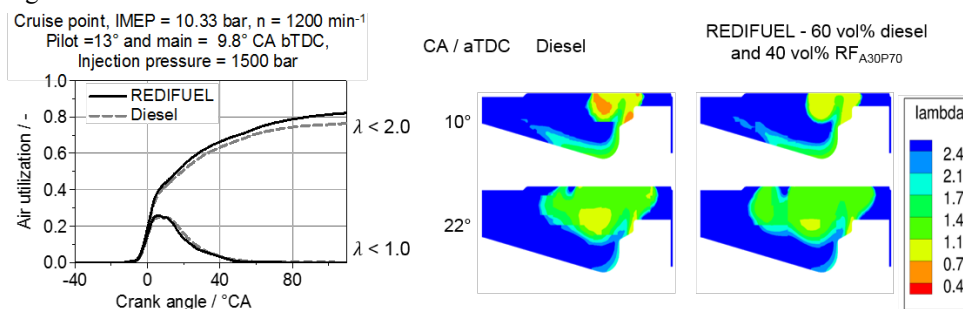 Cruise point, IMEP = 10.33 bar, n = 1200 min⁻¹
Pilot =13° and main = 9.8° CA bTDC,
Injection pressure = 1500 bar
1.0
0.8
0.6
0.4
0.2
0.0
Air utilization / -
REDIFUEL
Diesel
λ < 2.0
λ < 1.0
-40
0
40
80
Crank angle / °CA
CA / aTDC
Diesel
REDIFUEL - 60 vol% diesel
and 40 vol% RF_A30P70
10°
22°
lambda
2.4
2.1
1.7
1.4
1.1
0.7
0.4